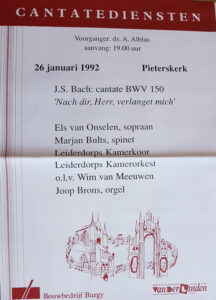 CANTATEDIENSTEN
Voorganger: ds. A. Alblas
aanvang: 19.00 uur
26 januari 1992 Pieterskerk
J.S. Bach: cantate BWV 150
'Nach dir, Herr, verlanget mich'
Els van Onselen, sopraan
Marjan Bults, spinet
Leiderdorps Kamerkoor
Leiderdorps Kamerorkest
o.l.v. Wim van Meeuwen
Joop Brons, orgel
Bouwbedrijf Burgy
van Der Linden